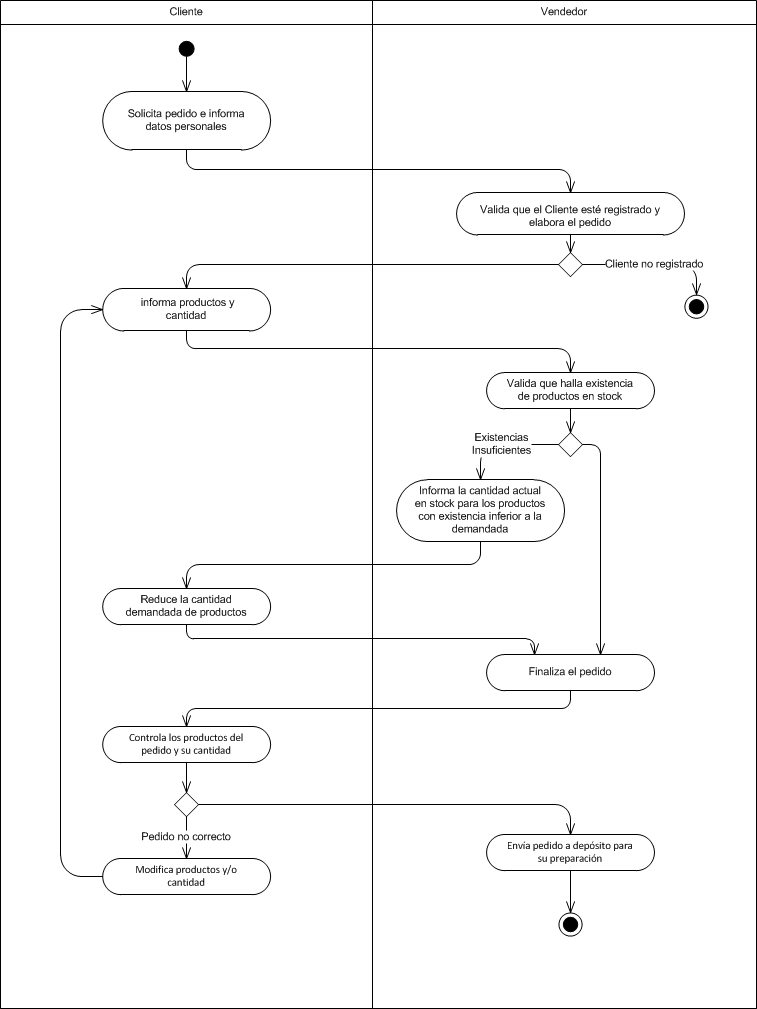 Cliente
Vendedor
Solicita pedido e informa
datos personales
Valida que el Cliente esté registrado y
elabora el pedido
Cliente no registrado
informa productos y
cantidad
Valida que halla existencia
de productos en stock
Existencias
Insuficientes
Informa la cantidad actual
en stock para los productos
con existencia inferior a la
demandada
Reduce la cantidad
demandada de productos
Finaliza el pedido
Controla los productos del
pedido y su cantidad
Pedido no correcto
Envía pedido a depósito para
su preparación
Modifica productos y/o
cantidad